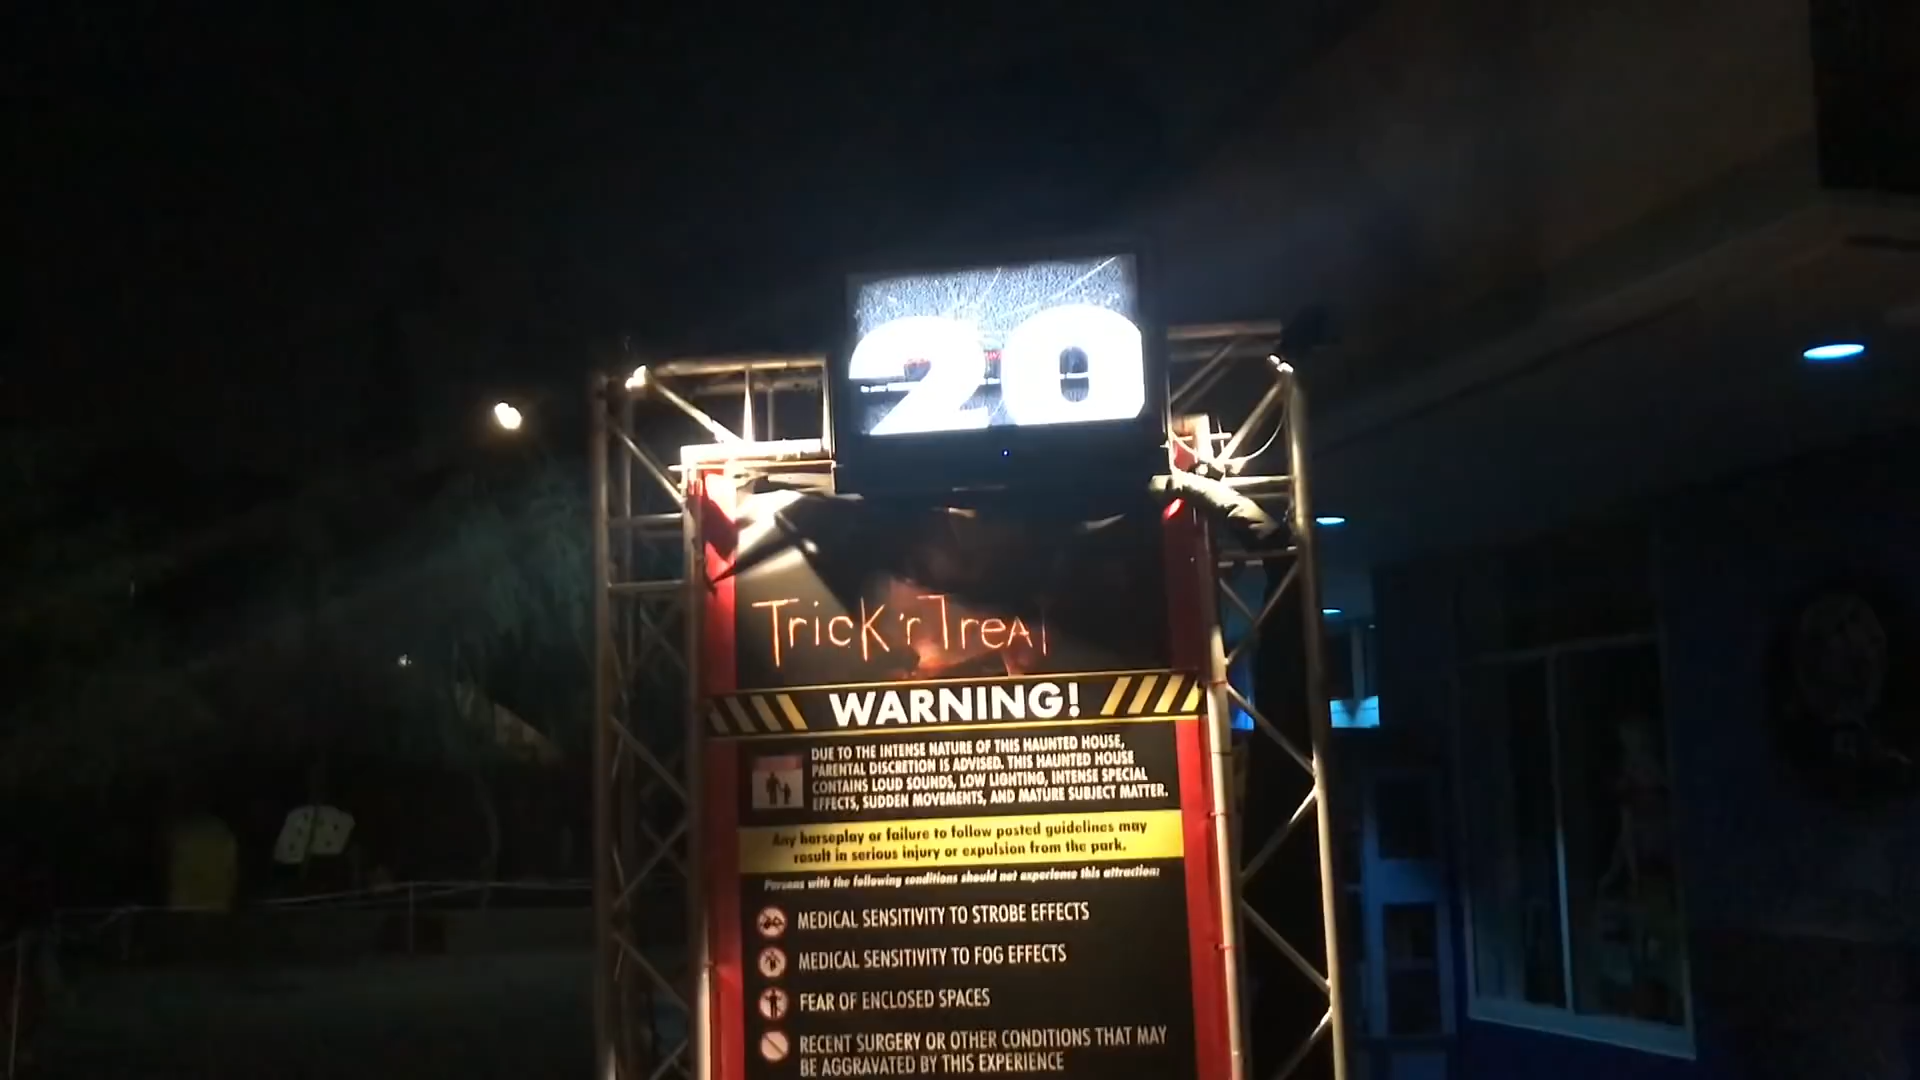 20
Trick 'r Treat
WARNING!
DUE TO THE INTENSE NATURE OF THIS HAUNTED HOUSE,
PARENTAL DISCRETION IS ADVISED. THIS HAUNTED HOUSE
CONTAINS LOUD SOUNDS, LOW LIGHTING, INTENSE SPECIAL
EFFECTS, SUDDEN MOVEMENTS, AND MATURE SUBJECT MATTER.
Any horseplay or failure to follow posted guidelines may
result in serious injury or expulsion from the park.
Persons with the following conditions should not experience this attraction:
MEDICAL SENSITIVITY TO STROBE EFFECTS
MEDICAL SENSITIVITY TO FOG EFFECTS
FEAR OF ENCLOSED SPACES
RECENT SURGERY OR OTHER CONDITIONS THAT MAY
BE AGGRAVATED BY THIS EXPERIENCE